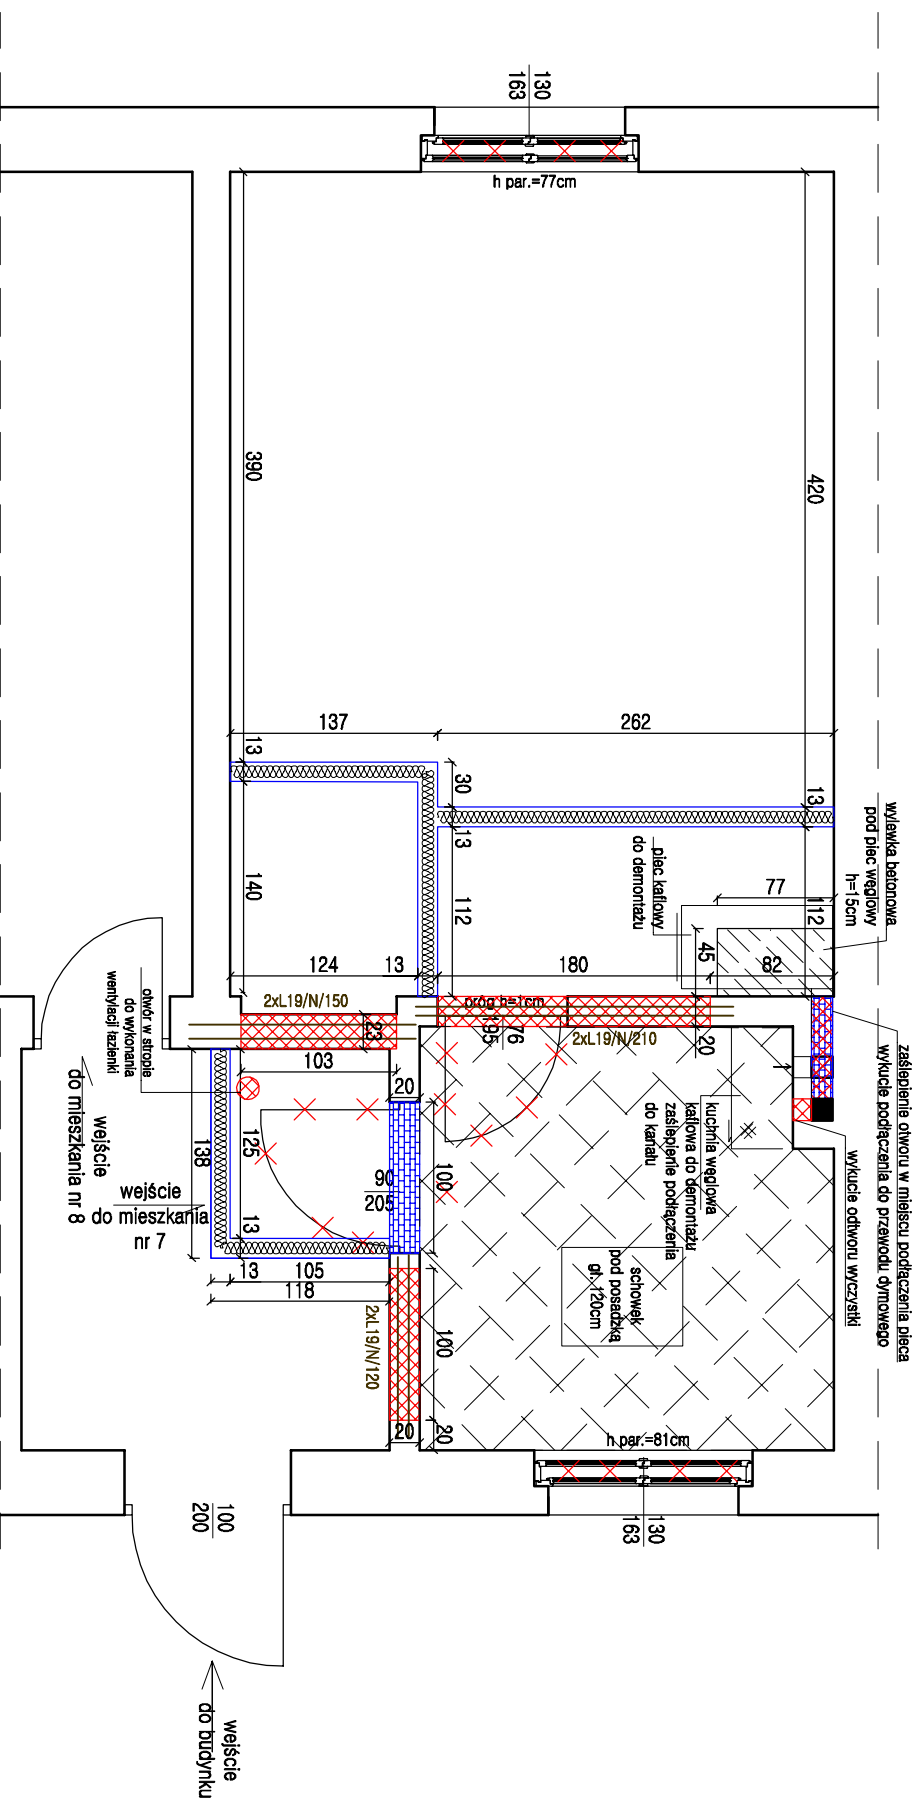 130
163
h par.=77cm
390
420
137
262
13
30
13
13
140
112
112
wylewka betonowa
pod piec węglowy
h=15cm
piec kaflowy
do demontażu
77
45
124
13
180
82
2xL19/N/150
próg h=1cm
2xL19/N/210
23
76
195
20
103
20
zaślepienie otworu w miejscu podłączenia pieca
wykucie podłączenia do przewodu dymowego
wykucie odtworu wyczystki
kuchnia węglowa
kaflowa do demontażu
zaślepienie podłączenia
do kanału
otwór w stropie
do wykonania
wentylacji łazienki
wejście
do mieszkania nr 8
wejście
do mieszkania
nr 7
138
125
13
90
205
100
13
105
118
schowek
pod posadzką
gł. 120cm
2xL19/N/120
100
20
20
h par.=81cm
130
163
100
200
wejście
do budynku